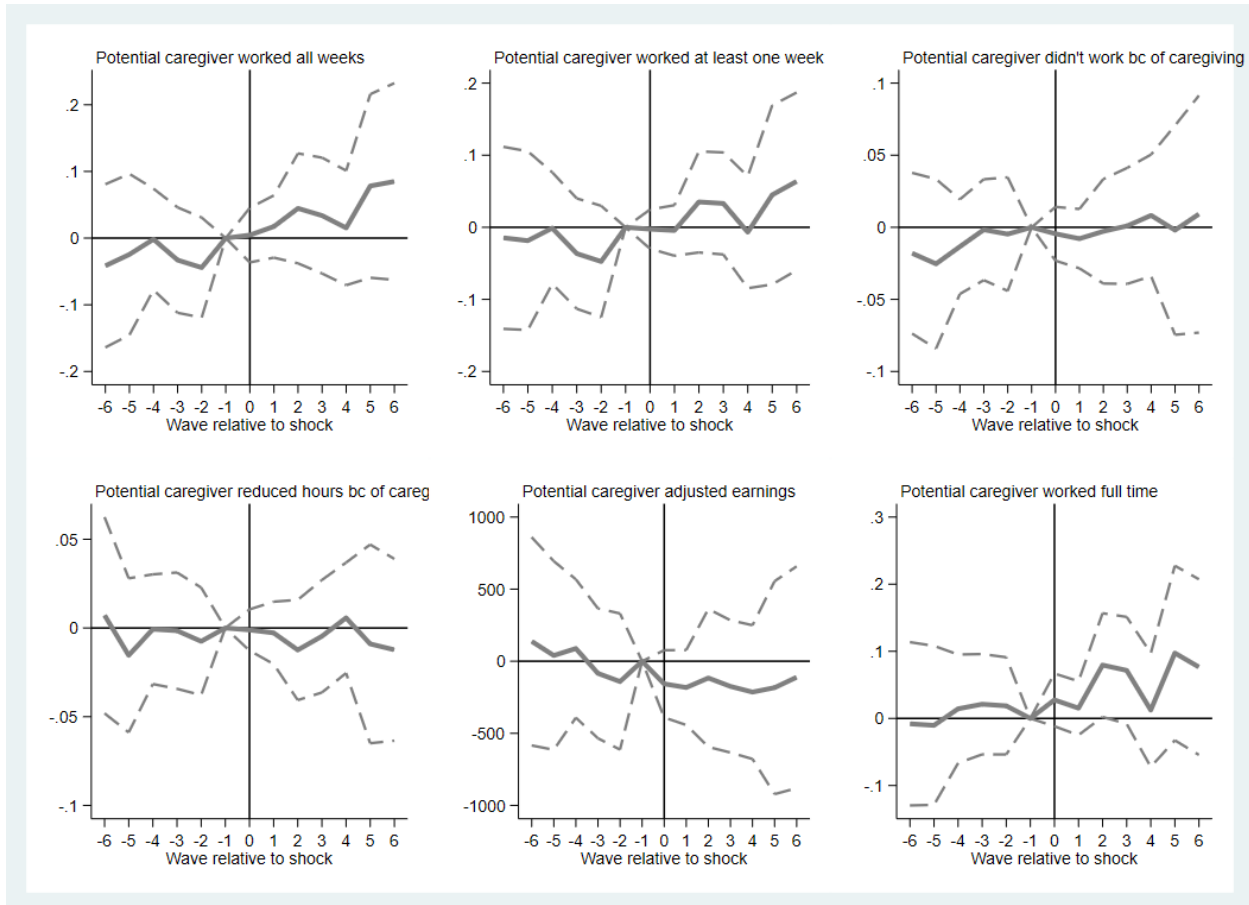 Potential caregiver worked all weeks
.2
.1
0
-.1
-.2
-6 -5 -4 -3 -2 -1 0 1 2 3 4 5 6
Wave relative to shock
Potential caregiver worked at least one week
.2
.1
0
-.1
-.2
-6 -5 -4 -3 -2 -1 0 1 2 3 4 5 6
Wave relative to shock
Potential caregiver didn't work bc of caregiving
.1
.05
0
-.05
-.1
-6 -5 -4 -3 -2 -1 0 1 2 3 4 5 6
Wave relative to shock
Potential caregiver reduced hours bc of careg
.05
0
-.05
-.1
-6 -5 -4 -3 -2 -1 0 1 2 3 4 5 6
Wave relative to shock
Potential caregiver adjusted earnings
1000
500
0
-500
-1000
-6 -5 -4 -3 -2 -1 0 1 2 3 4 5 6
Wave relative to shock
Potential caregiver worked full time
.3
.2
.1
0
-.1
-6 -5 -4 -3 -2 -1 0 1 2 3 4 5 6
Wave relative to shock